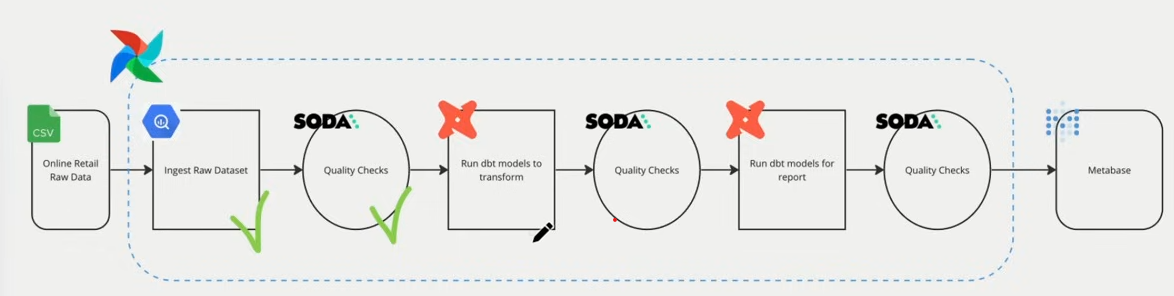 CSV
Online Retail
Raw Data
Ingest Raw Dataset
SODA
Quality Checks
Run dbt models to
transform
SODA
Quality Checks
Run dbt models for
report
SODA
Quality Checks
Metabase